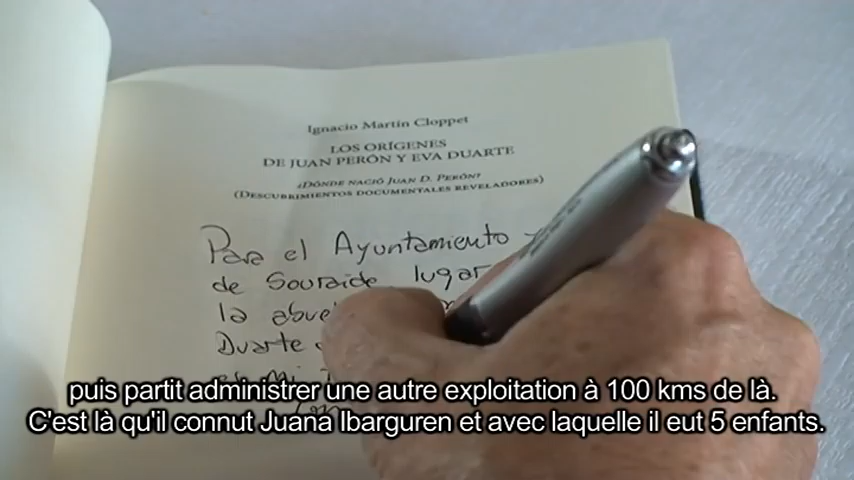 Ignacio Martín Cloppet
LOS ORÍGENES
DE JUAN PERÓN Y EVA DUARTE
¿DÓNDE NACIÓ JUAN D. PERÓN?
(DESCUBRIMIENTOS DOCUMENTALES REVELADORES)
Para el Ayuntamiento
de Souraide lugar
la
Duarte
puis partit administrer une autre exploitation à 100 kms de là.
C'est là qu'il connut Juana Ibarguren et avec laquelle il eut 5 enfants.